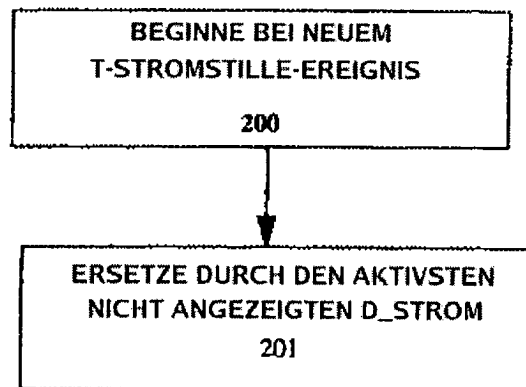 BEGINNE BEI NEUEM
T-STROMSTILLE-EREIGNIS
200
ERSETZE DURCH DEN AKTIVSTEN
NICHT ANGEZEIGTEN D_STROM
201